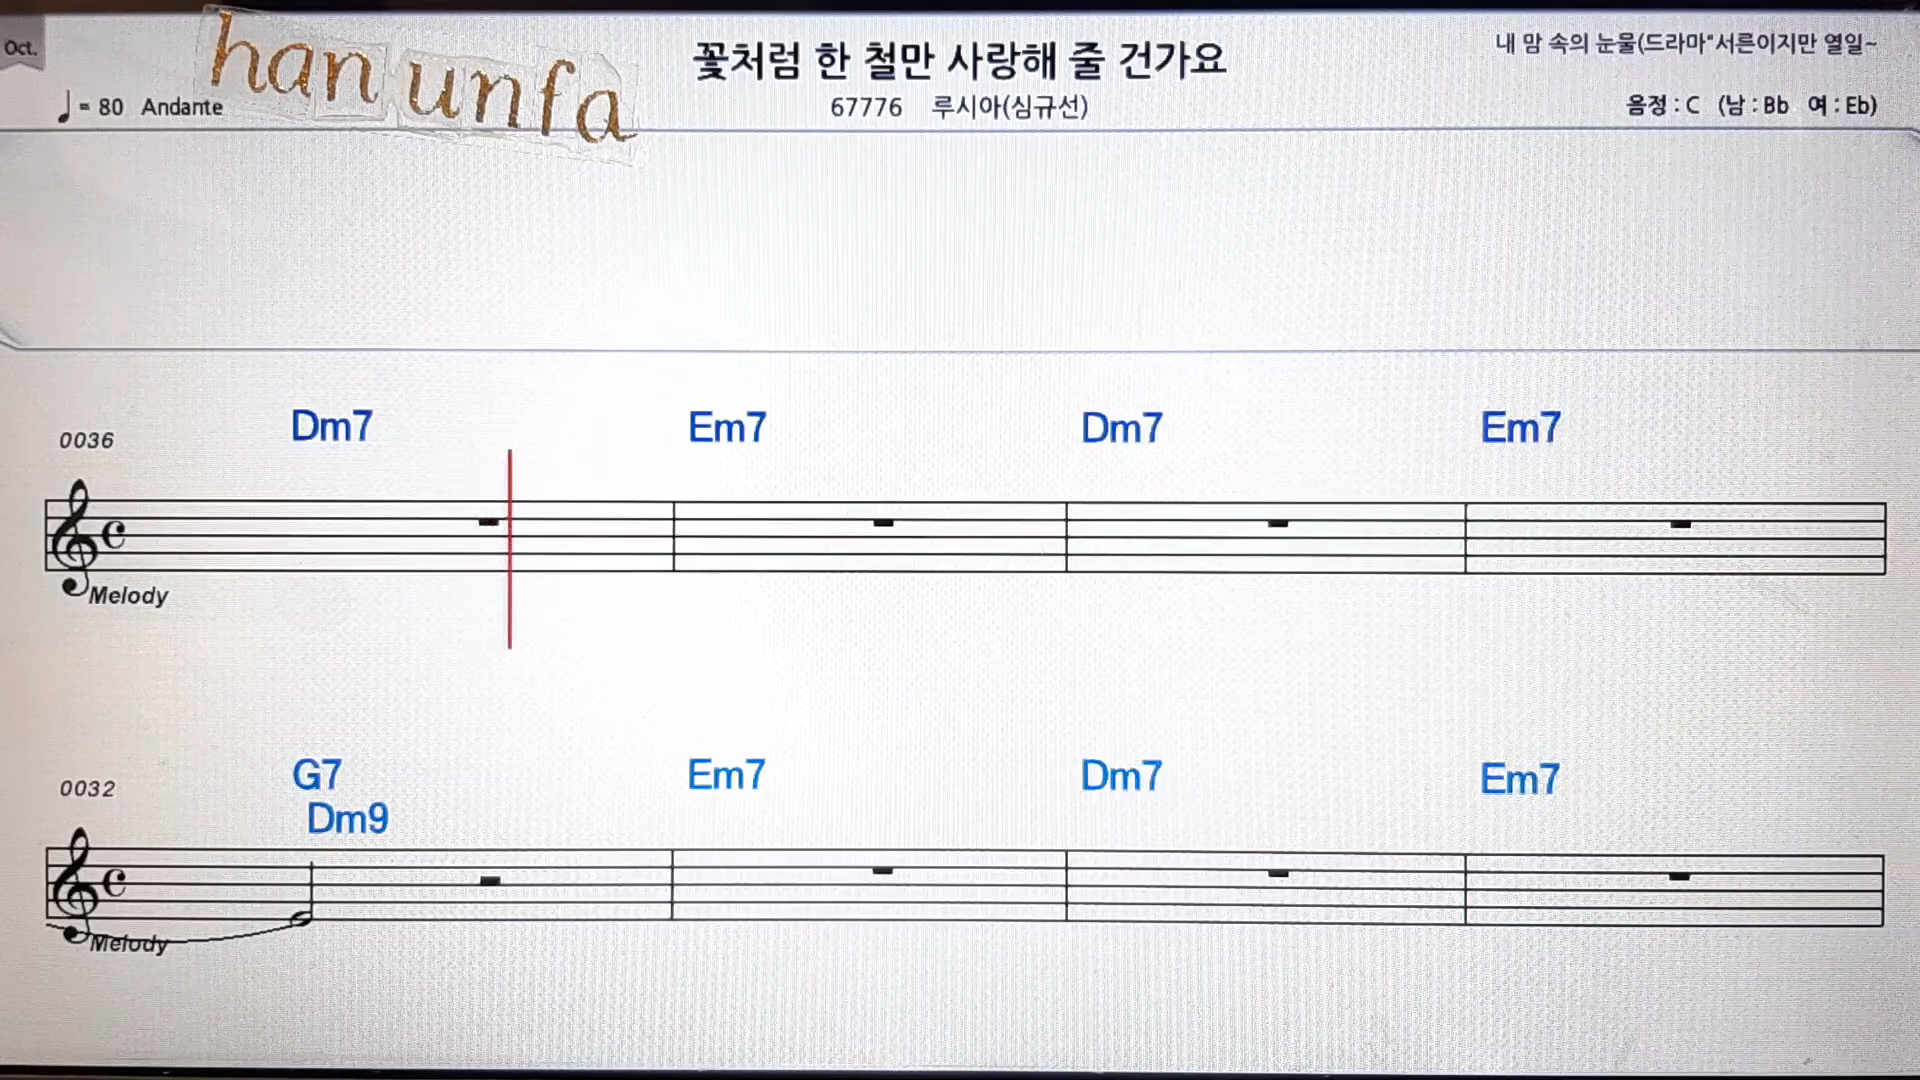 Oct.
han unfa
꽃처럼 한 철만 사랑해 줄 건가요
내 맘 속의 눈물(드라마"서른이지만 열일~
= 80 Andante
67776 루시아(심규선)
음정 : C (남 : Bb 여 : Eb)
0036
Dm7 Em7 Dm7 Em7
Melody
0032
G7 Em7 Dm7 Em7
Dm9
Melody